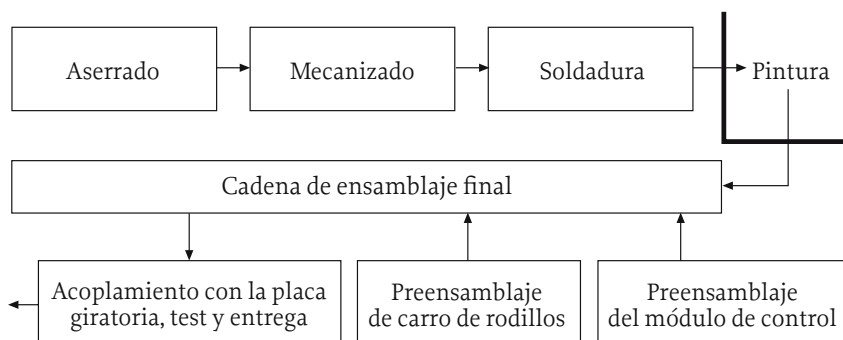 Aserrado
Mecanizado
Soldadura
Pintura
Cadena de ensamblaje final
Acoplamiento con la placa
giratoria, test y entrega
Preensamblaje
de carro de rodillos
Preensamblaje
del módulo de control